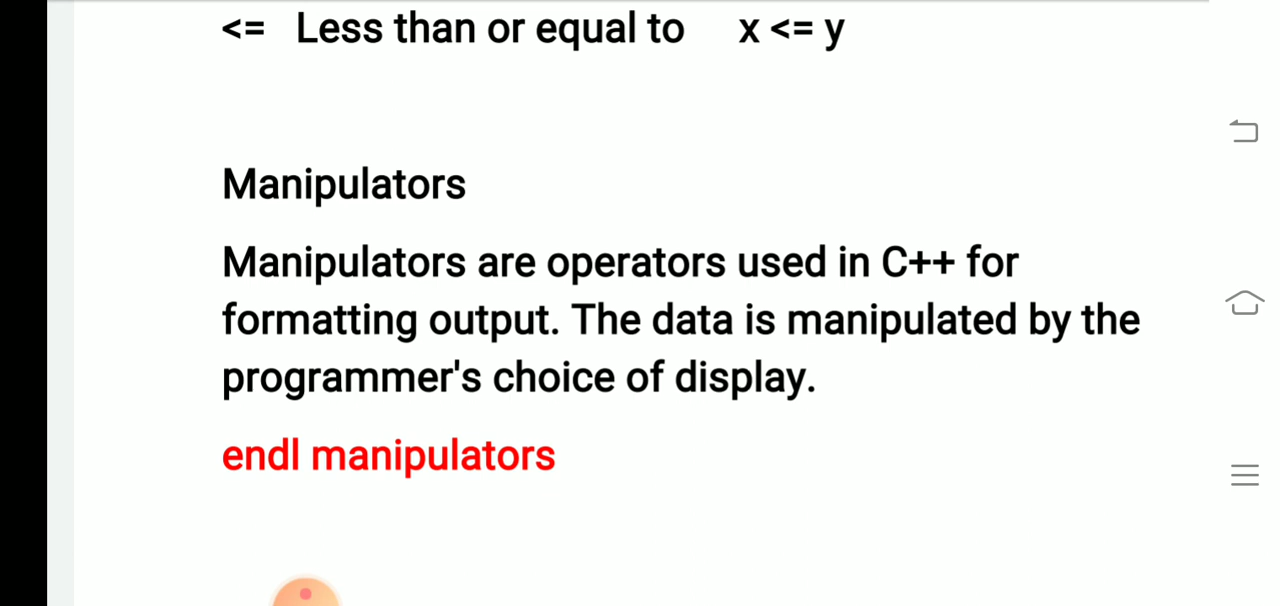 <= Less than or equal to x <= y
Manipulators
Manipulators are operators used in C++ for
formatting output. The data is manipulated by the
programmer's choice of display.
endl manipulators